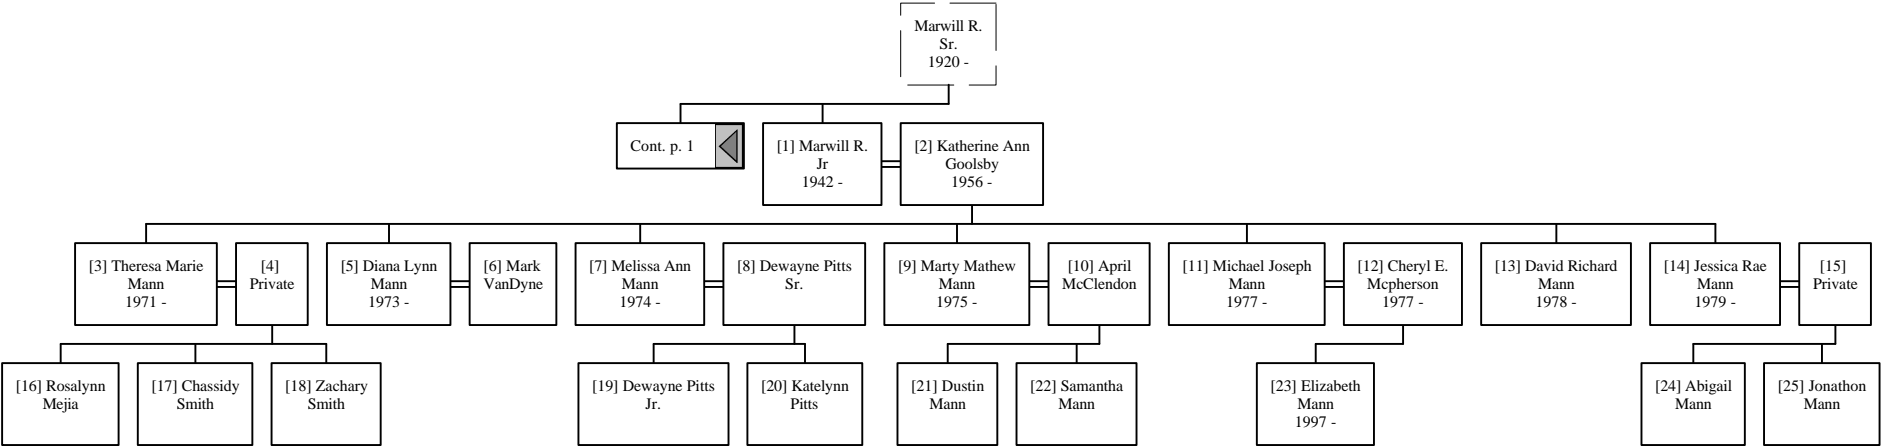 Marwill R.
Sr.
1920 -
Cont. p. 1
[1] Marwill R.
Jr
1942 -
[2] Katherine Ann
Goolsby
1956 -
[3] Theresa Marie
Mann
1971 -
[4]
Private
[5] Diana Lynn
Mann
1973 -
[6] Mark
VanDyne
[7] Melissa Ann
Mann
1974 -
[8] Dewayne Pitts
Sr.
[9] Marty Mathew
Mann
1975 -
[10] April
McClendon
[11] Michael Joseph
Mann
1977 -
[12] Cheryl E.
Mcpherson
1977 -
[13] David Richard
Mann
1978 -
[14] Jessica Rae
Mann
1979 -
[15]
Private
[16] Rosalynn
Mejia
[17] Chassidy
Smith
[18] Zachary
Smith
[19] Dewayne Pitts
Jr.
[20] Katelynn
Pitts
[21] Dustin
Mann
[22] Samantha
Mann
[23] Elizabeth
Mann
1997 -
[24] Abigail
Mann
[25] Jonathon
Mann